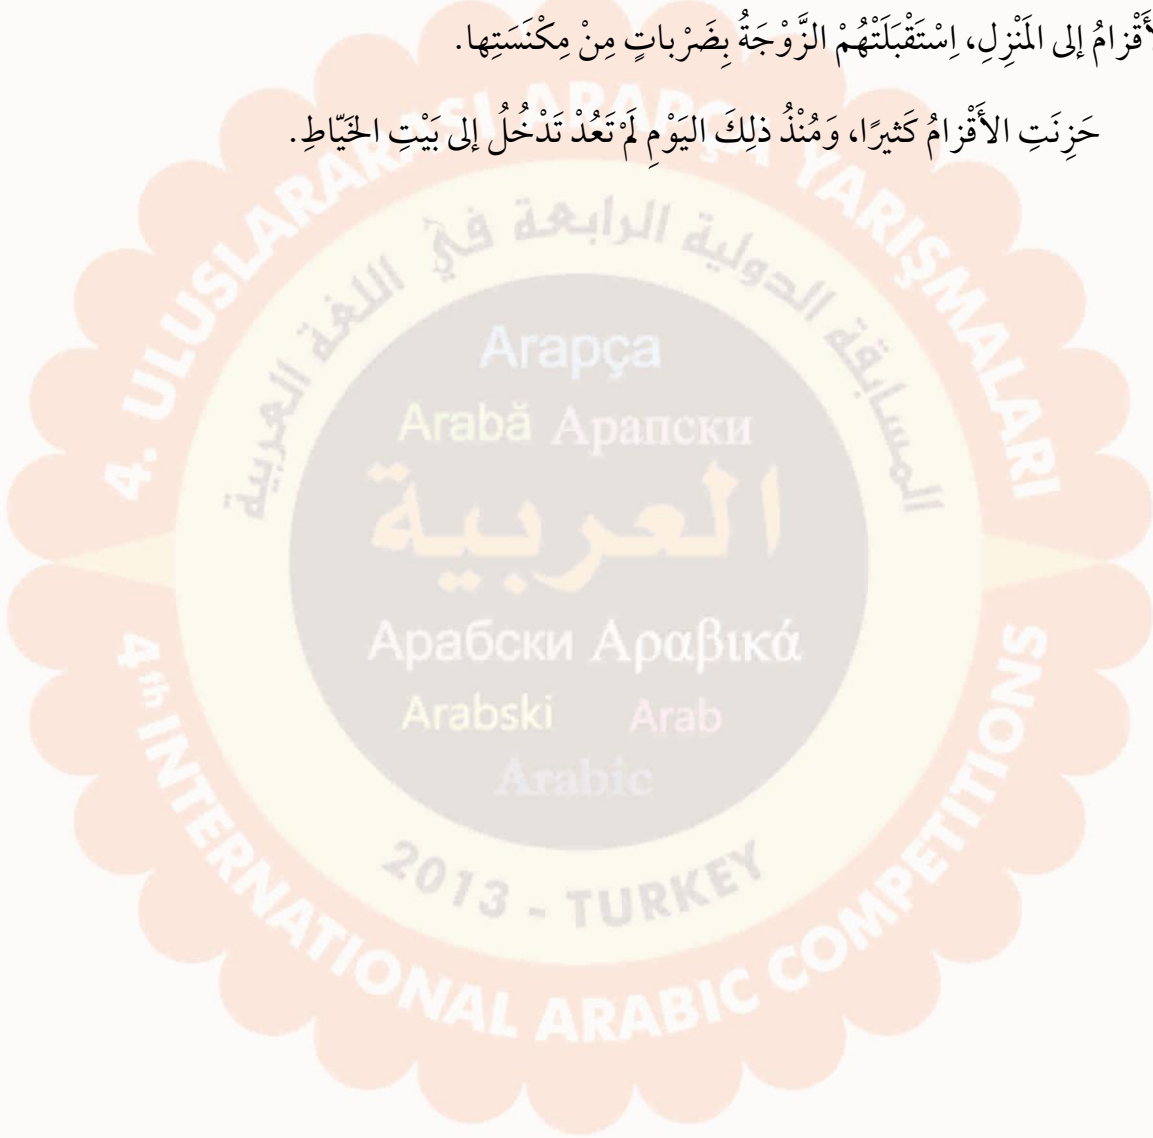 الأَقْزامُ إلى المَنْزِلِ، اِسْتَقْبَلَتْهُمْ الزَّوْجَةُ بِضَرْباتٍ مِنْ مِكْنَسَتِها.
حَزِنَتِ الأَقْزامُ كَثيرًا، وَمُنْذُ ذلِكَ اليَوْمِ لَمْ تَعُدْ تَدْخُلُ إلى بَيْتِ الخَيّاطِ.
4. ULUSLARARASI ARAPÇA YARIŞMALARI
المسابقة الدولية الرابعة في اللغة العربية
Arapça
Arabă Арапски
العربية
Арабски Αραβικά
Arabski Arab
Arabic
2013 - TURKEY
4th INTERNATIONAL ARABIC COMPETITIONS